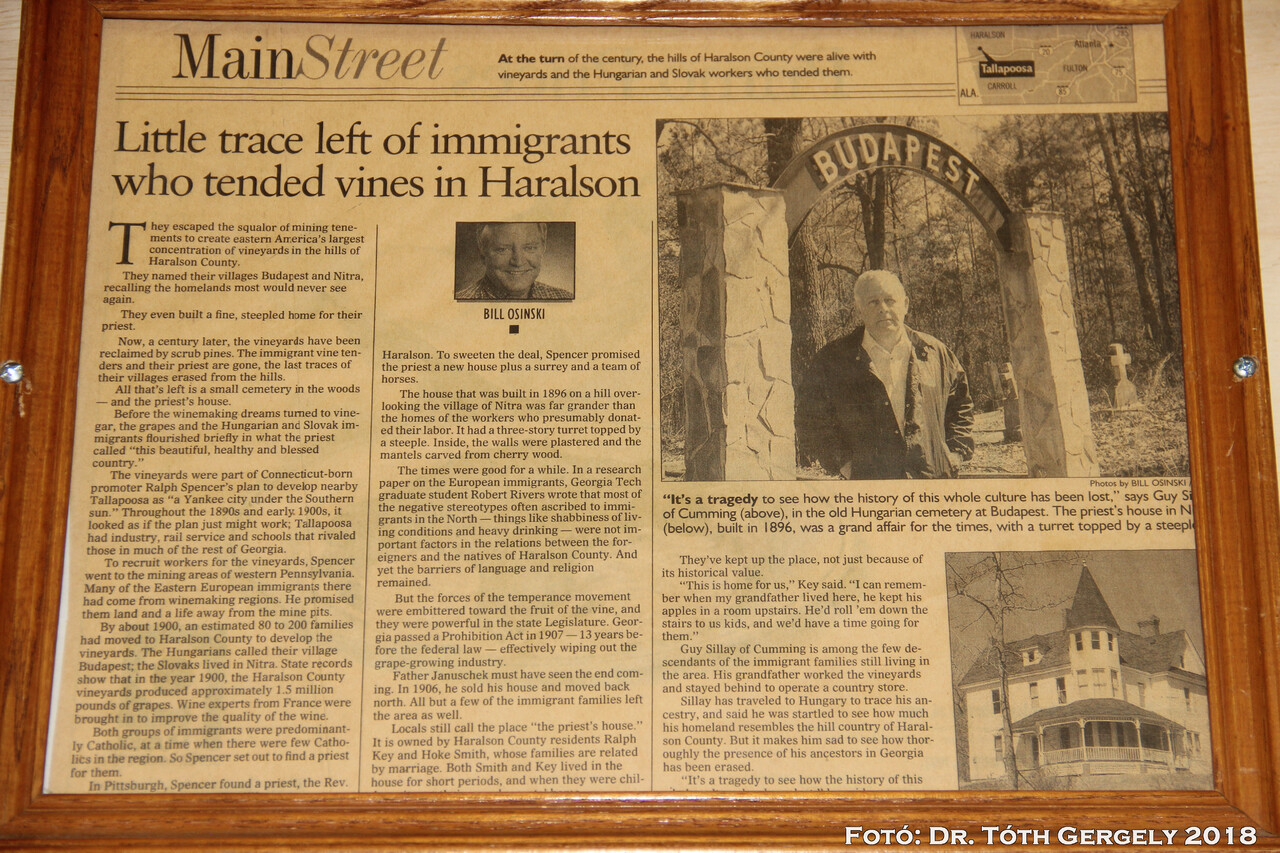 MainStreet
At the turn of the century, the hills of Haralson County were alive with
vineyards and the Hungarian and Slovak workers who tended them.
HARALSON
Atlanta
20
Tallapoosa
FULTON
CARROLL
ALA.
85
Little trace left of immigrants
who tended vines in Haralson
They escaped the squalor of mining tene-
ments to create eastern America's largest
concentration of vineyards in the hills of
Haralson County.
They named their villages Budapest and Nitra,
recalling the homelands most would never see
again.
They even built a fine, steepled home for their
priest.
Now, a century later, the vineyards have been
reclaimed by scrub pines. The immigrant vine ten-
ders and their priest are gone, the last traces of
their villages erased from the hills.
All that's left is a small cemetery in the woods
— and the priest's house.
Before the winemaking dreams turned to vine-
gar, the grapes and the Hungarian and Slovak im-
migrants flourished briefly in what the priest
called "this beautiful, healthy and blessed
country."
The vineyards were part of Connecticut-born
promoter Ralph Spencer's plan to develop nearby
Tallapoosa as "a Yankee city under the Southern
sun." Throughout the 1890s and early 1900s, it
looked as if the plan just might work; Tallapoosa
had industry, rail service and schools that rivaled
those in much of the rest of Georgia.
To recruit workers for the vineyards, Spencer
went to the mining areas of western Pennsylvania.
Many of the Eastern European immigrants there
had come from winemaking regions. He promised
them land and a life away from the mine pits.
By about 1900, an estimated 80 to 200 families
had moved to Haralson County to develop the
vineyards. The Hungarians called their village
Budapest; the Slovaks lived in Nitra. State records
show that in the year 1900, the Haralson County
vineyards produced approximately 1.5 million
pounds of grapes. Wine experts from France were
brought in to improve the quality of the wine.
Both groups of immigrants were predominant-
ly Catholic, at a time when there were few Catho-
lics in the region. So Spencer set out to find a priest
for them.
In Pittsburgh, Spencer found a priest, the Rev.
BILL OSINSKI
Haralson. To sweeten the deal, Spencer promised
the priest a new house plus a surrey and a team of
horses.
The house that was built in 1896 on a hill over-
looking the village of Nitra was far grander than
the homes of the workers who presumably donat-
ed their labor. It had a three-story turret topped by
a steeple. Inside, the walls were plastered and the
mantels carved from cherry wood.
The times were good for a while. In a research
paper on the European immigrants, Georgia Tech
graduate student Robert Rivers wrote that most of
the negative stereotypes often ascribed to immi-
grants in the North — things like shabbiness of liv-
ing conditions and heavy drinking — were not im-
portant factors in the relations between the for-
eigners and the natives of Haralson County. And
yet the barriers of language and religion
remained.
But the forces of the temperance movement
were embittered toward the fruit of the vine, and
they were powerful in the state Legislature. Geor-
gia passed a Prohibition Act in 1907 — 13 years be-
fore the federal law — effectively wiping out the
grape-growing industry.
Father Januschek must have seen the end com-
ing. In 1906, he sold his house and moved back
north. All but a few of the immigrant families left
the area as well.
Locals still call the place "the priest's house."
It is owned by Haralson County residents Ralph
Key and Hoke Smith, whose families are related
by marriage. Both Smith and Key lived in the
house for short periods, and when they were chil-
BUDAPEST
Photos by BILL OSINSKI /
"It's a tragedy to see how the history of this whole culture has been lost," says Guy Si
of Cumming (above), in the old Hungarian cemetery at Budapest. The priest's house in N
(below), built in 1896, was a grand affair for the times, with a turret topped by a steeple
They've kept up the place, not just because of
its historical value.
"This is home for us," Key said. "I can remem-
ber when my grandfather lived here, he kept his
apples in a room upstairs. He'd roll 'em down the
stairs to us kids, and we'd have a time going for
them."
Guy Sillay of Cumming is among the few de-
scendants of the immigrant families still living in
the area. His grandfather worked the vineyards
and stayed behind to operate a country store.
Sillay has traveled to Hungary to trace his an-
cestry, and said he was startled to see how much
his homeland resembles the hill country of Haral-
son County. But it makes him sad to see how thor-
oughly the presence of his ancestors in Georgia
has been erased.
"It's a tragedy to see how the history of this
Fotó: Dr. Tóth Gergely 2018